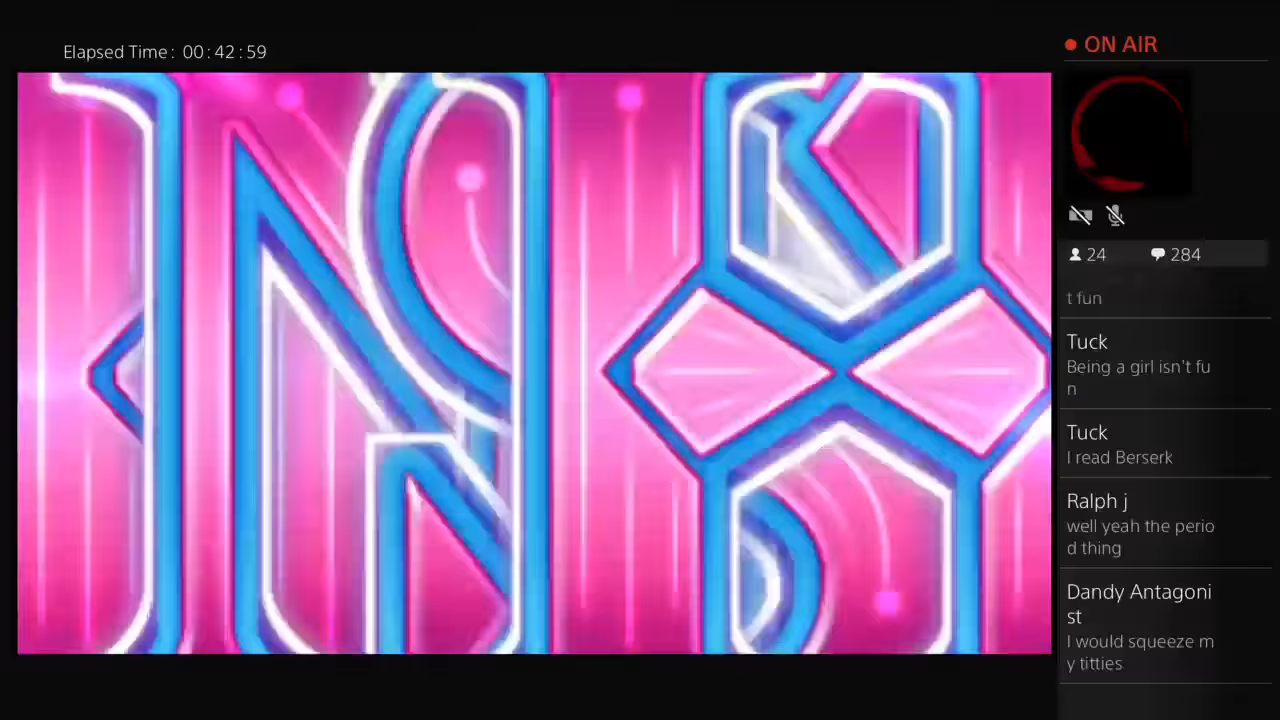 Elapsed Time: 00:42:59
ON AIR
24 284
t fun
Tuck
Being a girl isn't fu
n
Tuck
I read Berserk
Ralph j
well yeah the perio
d thing
Dandy Antagoni
st
I would squeeze m
y titties